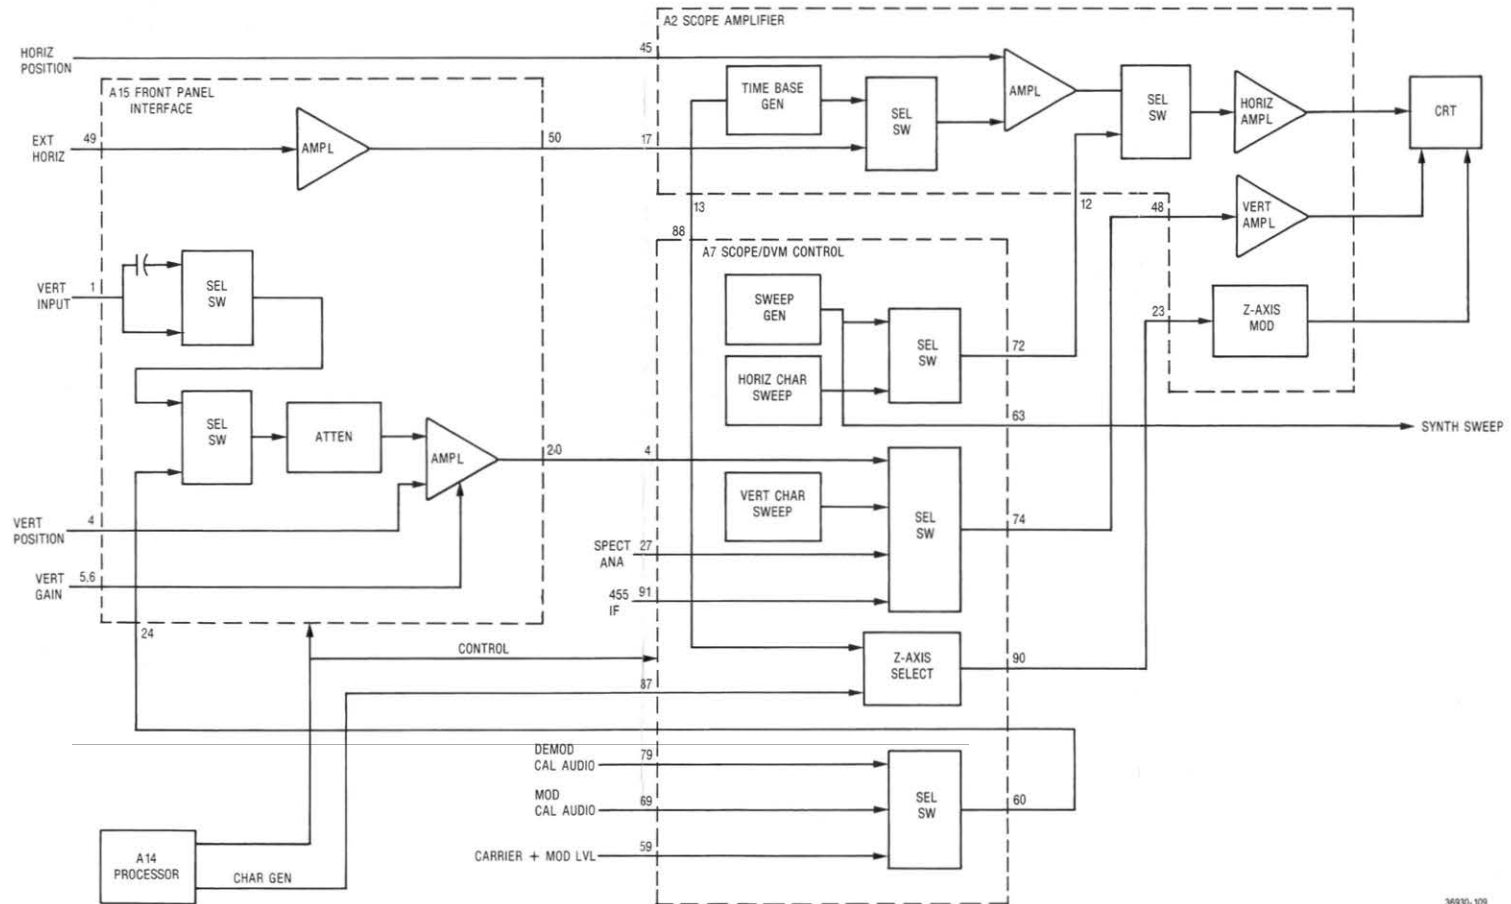 A2 SCOPE AMPLIFIER
HORIZ
POSITION
45
A15 FRONT PANEL
INTERFACE
TIME BASE
GEN
SEL
SW
AMPL
SEL
SW
HORIZ
AMPL
CRT
EXT
HORIZ
49
AMPL
50
17
13
12
48
VERT
AMPL
88
A7 SCOPE/DVM CONTROL
VERT
INPUT
1
SEL
SW
SWEEP
GEN
SEL
SW
72
23
Z-AXIS
MOD
HORIZ CHAR
SWEEP
63
SYNTH SWEEP
SEL
SW
ATTEN
AMPL
20
4
VERT CHAR
SWEEP
SEL
SW
74
VERT
POSITION
4
SPECT
ANA
27
VERT
GAIN
5,6
455
IF
91
24
CONTROL
Z-AXIS
SELECT
90
87
DEMOD
CAL AUDIO
79
MOD
CAL AUDIO
69
SEL
SW
60
CARRIER + MOD LVL
59
A14
PROCESSOR
CHAR GEN
36930-109